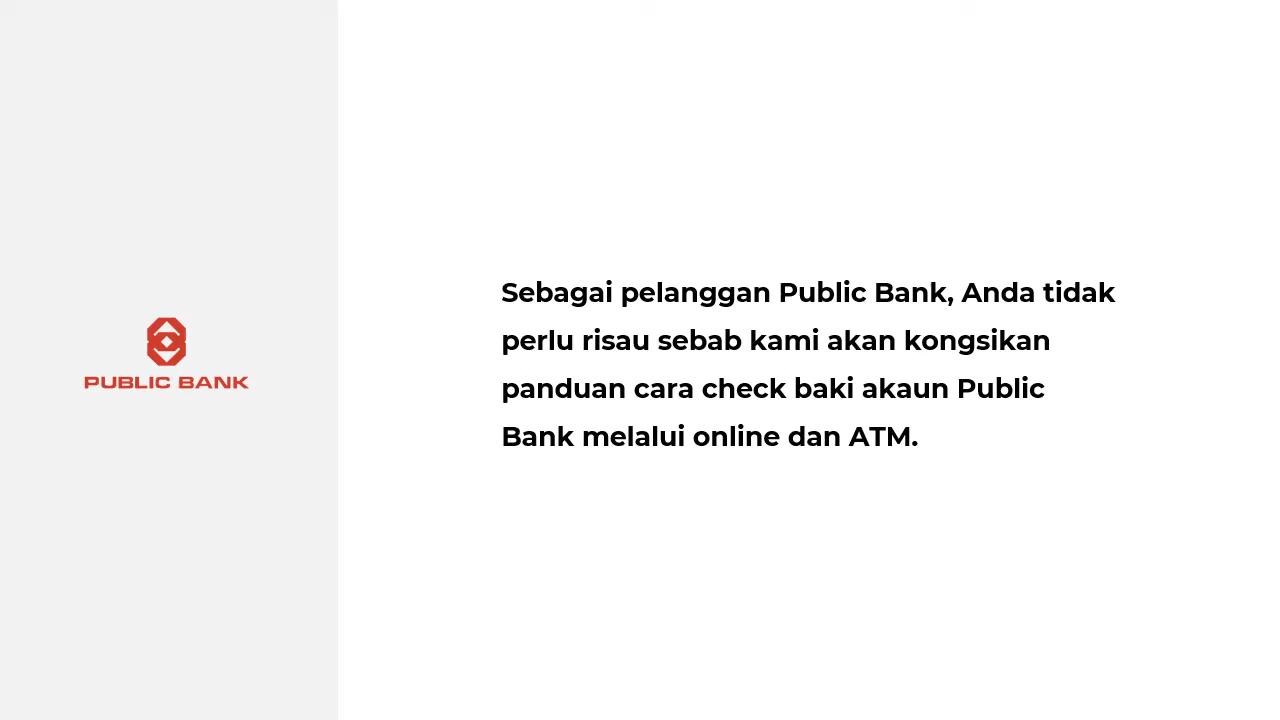 PUBLIC BANK
Sebagai pelanggan Public Bank, Anda tidak
perlu risau sebab kami akan kongsikan
panduan cara check baki akaun Public
Bank melalui online dan ATM.